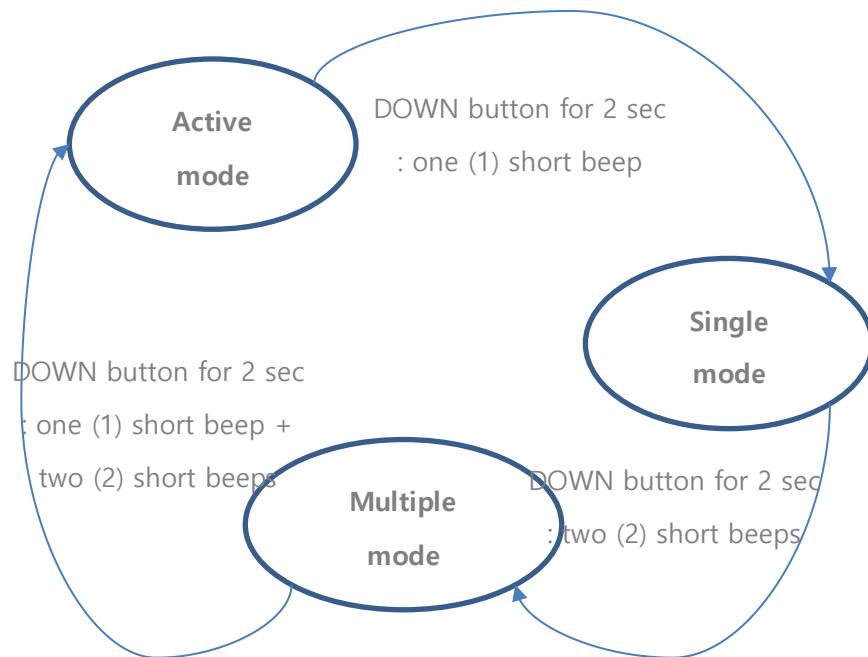 Active
mode
DOWN button for 2 sec
: one (1) short beep
Single
mode
DOWN button for 2 sec
: one (1) short beep +
two (2) short beeps
Multiple
mode
DOWN button for 2 sec
: two (2) short beeps